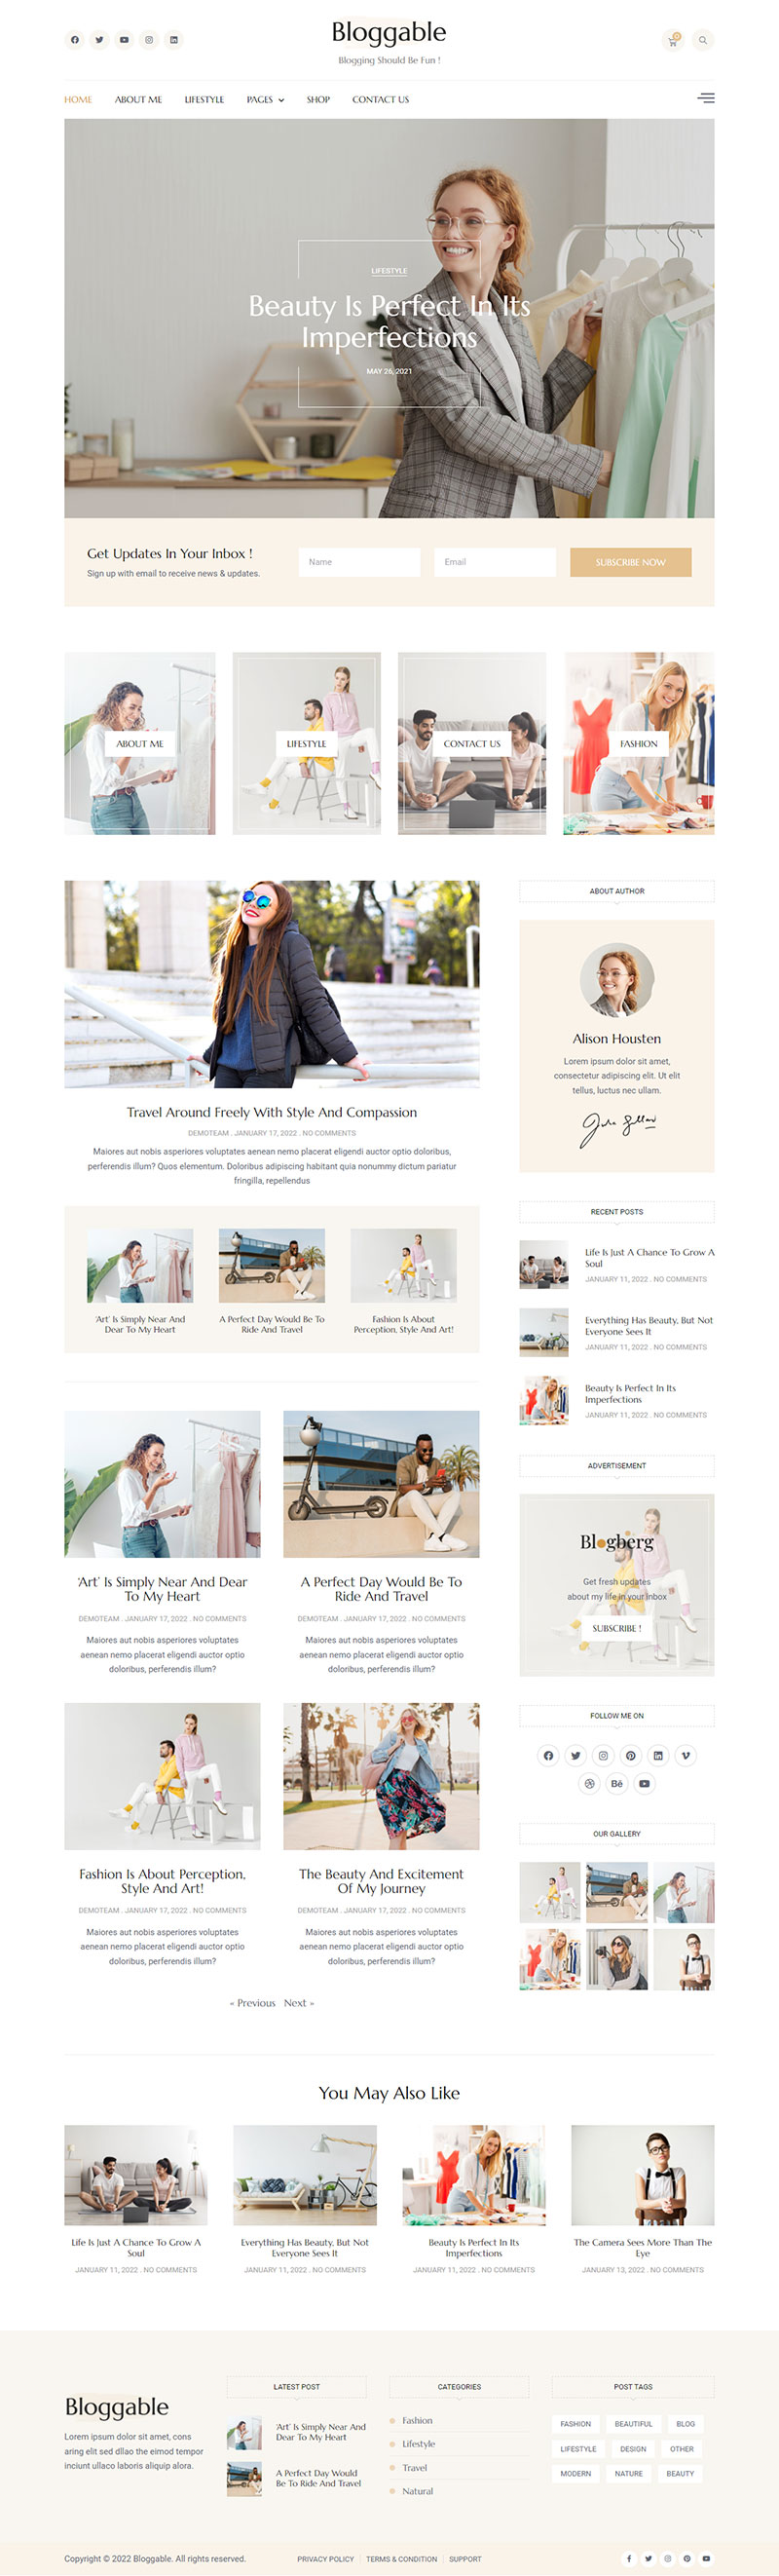 Bloggable
0
Blogging Should Be Fun !
HOME ABOUT ME LIFESTYLE PAGES SHOP CONTACT US
LIFESTYLE
Beauty Is Perfect In Its
Imperfections
MAY 26, 2021
Get Updates In Your Inbox !
Sign up with email to receive news & updates.
Name
Email
SUBSCRIBE NOW
ABOUT ME
LIFESTYLE
CONTACT US
FASHION
Travel Around Freely With Style And Compassion
DEMOTEAM . JANUARY 17, 2022 . NO COMMENTS
Maiores aut nobis asperiores voluptates aenean nemo placerat eligendi auctor optio doloribus,
perferendis illum? Quos elementum. Doloribus adipiscing habitant quia nonummy dictum pariatur
fringilla, repellendus
'Art' Is Simply Near And
Dear To My Heart
A Perfect Day Would Be To
Ride And Travel
Fashion Is About
Perception, Style And Art!
'Art' Is Simply Near And Dear
To My Heart
DEMOTEAM . JANUARY 17, 2022 . NO COMMENTS
Maiores aut nobis asperiores voluptates
aenean nemo placerat eligendi auctor optio
doloribus, perferendis illum?
A Perfect Day Would Be To
Ride And Travel
DEMOTEAM . JANUARY 17, 2022 . NO COMMENTS
Maiores aut nobis asperiores voluptates
aenean nemo placerat eligendi auctor optio
doloribus, perferendis illum?
Fashion Is About Perception,
Style And Art!
DEMOTEAM . JANUARY 17, 2022 . NO COMMENTS
Maiores aut nobis asperiores voluptates
aenean nemo placerat eligendi auctor optio
doloribus, perferendis illum?
The Beauty And Excitement
Of My Journey
DEMOTEAM . JANUARY 17, 2022 . NO COMMENTS
Maiores aut nobis asperiores voluptates
aenean nemo placerat eligendi auctor optio
doloribus, perferendis illum?
« Previous Next »
ABOUT AUTHOR
Alison Housten
Lorem ipsum dolor sit amet,
consectetur adipiscing elit. Ut elit
tellus, luctus nec ullam.
RECENT POSTS
Life Is Just A Chance To Grow A
Soul
JANUARY 11, 2022 . NO COMMENTS
Everything Has Beauty, But Not
Everyone Sees It
JANUARY 11, 2022 . NO COMMENTS
Beauty Is Perfect In Its
Imperfections
JANUARY 11, 2022 . NO COMMENTS
ADVERTISEMENT
Blogberg
Get fresh updates
about my life in your inbox
SUBSCRIBE !
FOLLOW ME ON
OUR GALLERY
You May Also Like
Life Is Just A Chance To Grow A
Soul
JANUARY 11, 2022 . NO COMMENTS
Everything Has Beauty, But Not
Everyone Sees It
JANUARY 11, 2022 . NO COMMENTS
Beauty Is Perfect In Its
Imperfections
JANUARY 11, 2022 . NO COMMENTS
The Camera Sees More Than The
Eye
JANUARY 13, 2022 . NO COMMENTS
Bloggable
Lorem ipsum dolor sit amet, cons
aring elit sed dllao the eimod tempor
inciunt ullaco laboris aliquip alora.
LATEST POST
'Art' Is Simply Near And
Dear To My Heart
A Perfect Day Would
Be To Ride And Travel
CATEGORIES
Fashion
Lifestyle
Travel
Natural
POST TAGS
FASHION BEAUTIFUL BLOG
LIFESTYLE DESIGN OTHER
MODERN NATURE BEAUTY
Copyright © 2022 Bloggable. All rights reserved.
PRIVACY POLICY TERMS & CONDITION SUPPORT